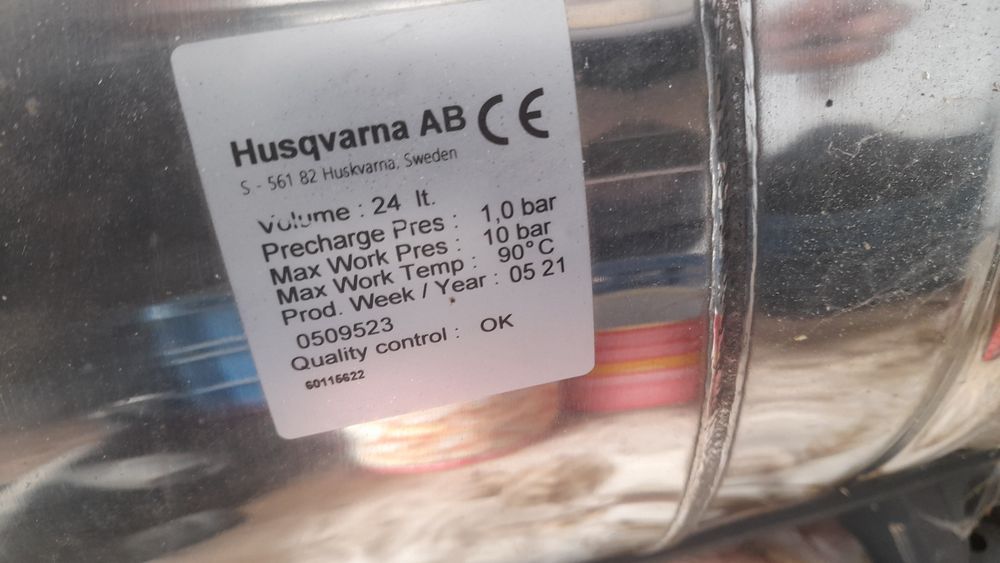 Husqvarna AB CE
S - 561 82 Huskvarna, Sweden
Volume : 24 lt.
Precharge Pres : 1,0 bar
Max Work Pres : 10 bar
Max Work Temp : 90°C
Prod. Week / Year : 05 21
0509523
Quality control : OK
60115622